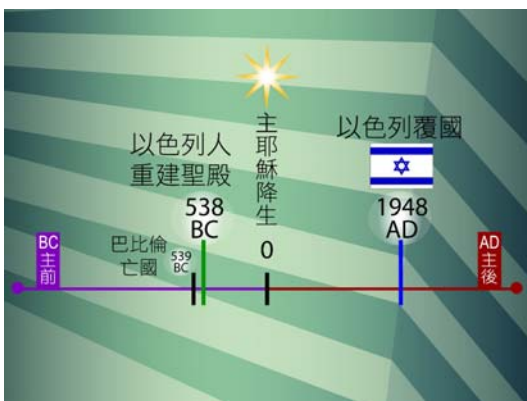 以色列人
重建聖殿
538
BC
巴比倫
亡國
539
BC
主耶穌降生
0
以色列覆國
1948
AD
BC
主前
AD
主後